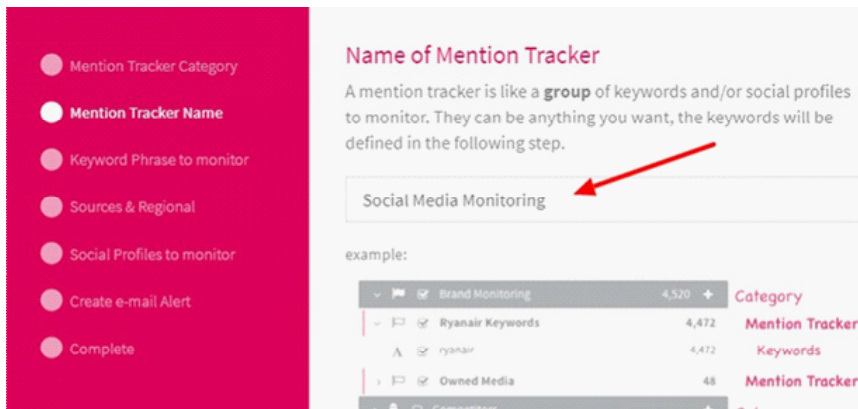 Mention Tracker Category
Mention Tracker Name
Keyword Phrase to monitor
Sources & Regional
Social Profiles to monitor
Create e-mail Alert
Complete
Name of Mention Tracker
A mention tracker is like a group of keywords and/or social profiles
to monitor. They can be anything you want, the keywords will be
defined in the following step.
Social Media Monitoring
example:
Brand Monitoring 4,520 + Category
Ryanair Keywords 4,472 Mention Tracker
A ryanair 4,472 Keywords
Owned Media 48 Mention Tracker